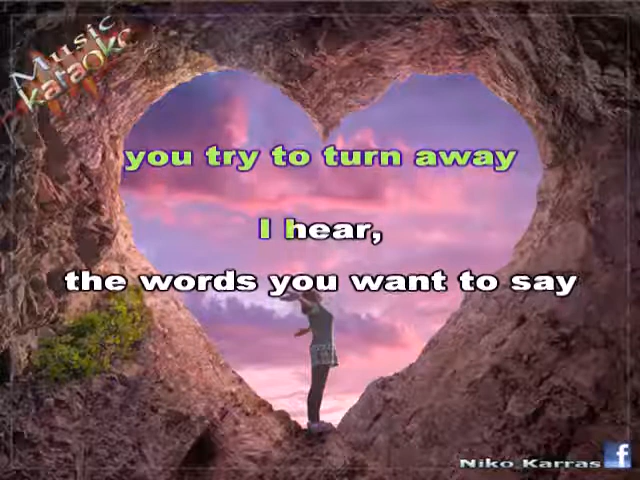 Music
karaoke
you try to turn away
I hear,
the words you want to say
Niko Karras f